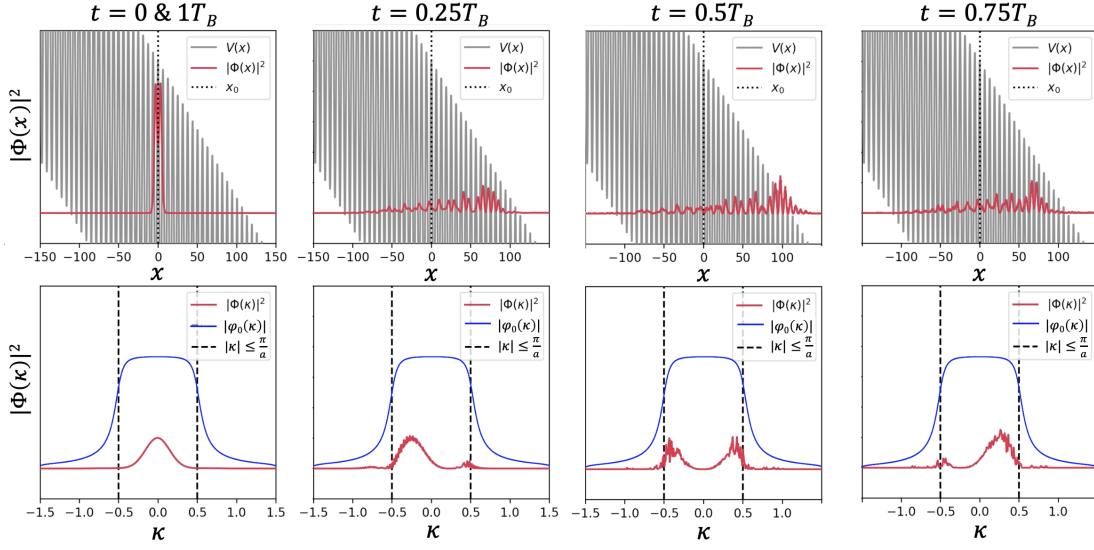 t = 0 & 1T_B
t = 0.25T_B
t = 0.5T_B
t = 0.75T_B
|Φ(x)|²
V(x)
|Φ(x)|²
x₀
V(x)
|Φ(x)|²
x₀
V(x)
|Φ(x)|²
x₀
V(x)
|Φ(x)|²
x₀
−150 −100 −50 0 50 100 150
−100 −50 0 50 100 150
−100 −50 0 50 100
−100 −50 0 50 100
x
x
x
x
|Φ(κ)|²
|Φ(κ)|²
|φ₀(κ)|
|κ| ≤ π/a
|Φ(κ)|²
|φ₀(κ)|
|κ| ≤ π/a
|Φ(κ)|²
|φ₀(κ)|
|κ| ≤ π/a
|Φ(κ)|²
|φ₀(κ)|
|κ| ≤ π/a
−1.5 −1.0 −0.5 0.0 0.5 1.0 1.5
−1.0 −0.5 0.0 0.5 1.0 1.5
−1.0 −0.5 0.0 0.5 1.0
−1.0 −0.5 0.0 0.5 1.0
κ
κ
κ
κ